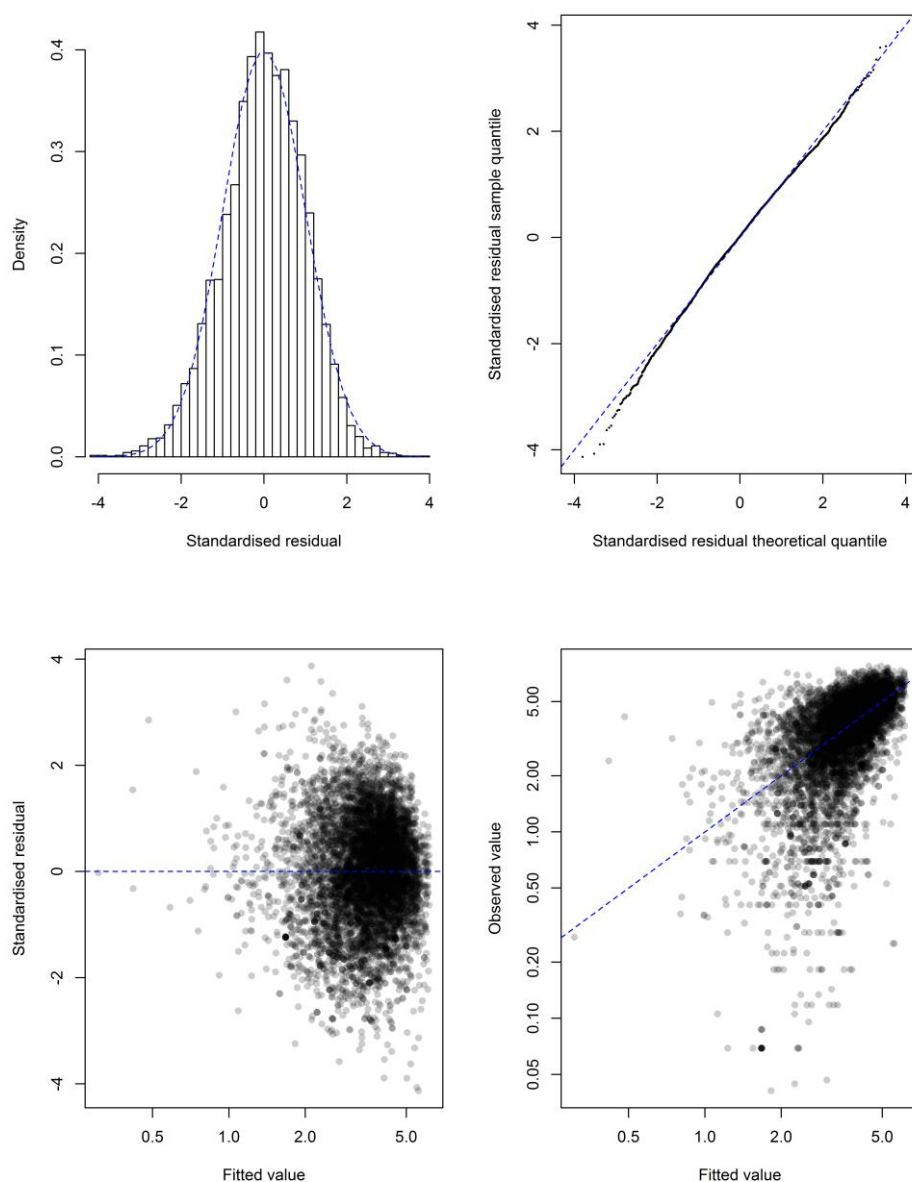 0.4
0.3
0.2
0.1
0.0
Density
-4 -2 0 2 4
Standardised residual
4
2
0
-2
-4
Standardised residual sample quantile
-4 -2 0 2 4
Standardised residual theoretical quantile
4
2
0
-2
-4
Standardised residual
0.5 1.0 2.0 5.0
Fitted value
5.00
2.00
1.00
0.50
0.20
0.10
0.05
Observed value
0.5 1.0 2.0 5.0
Fitted value